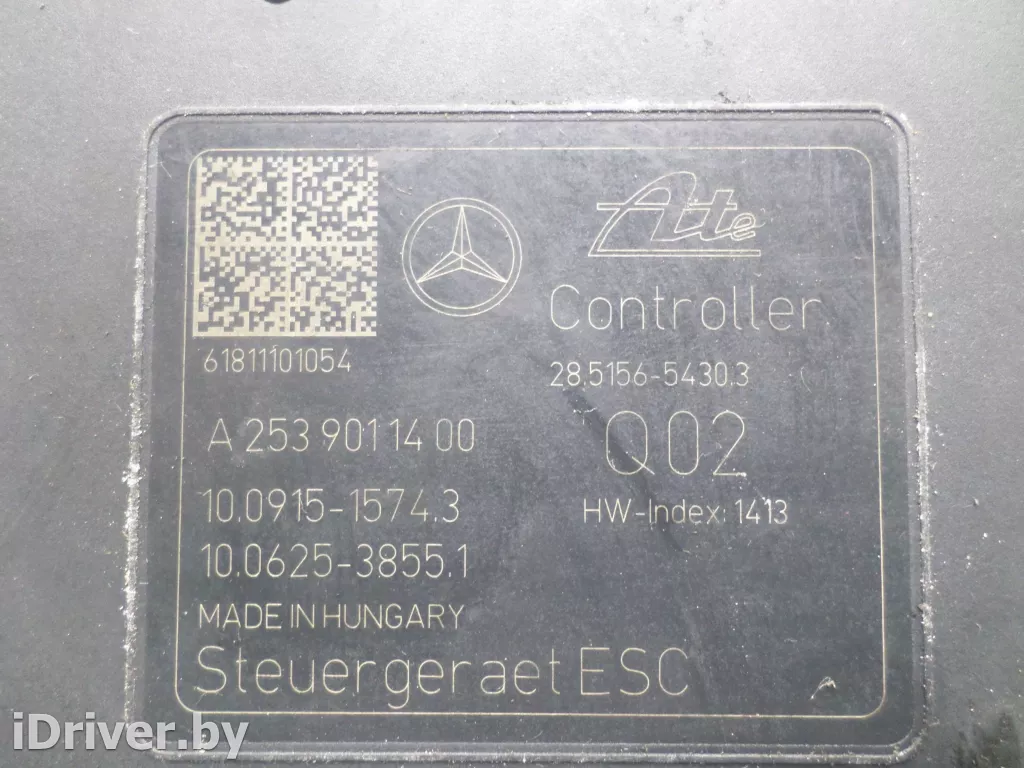 Ate
Controller
61811101054
28.5156-5430.3
A 253 901 14 00
Q02
10.0915-1574.3
HW-Index: 1413
10.0625-3855.1
MADE IN HUNGARY
Steuergeraet ESC
iDriver.by